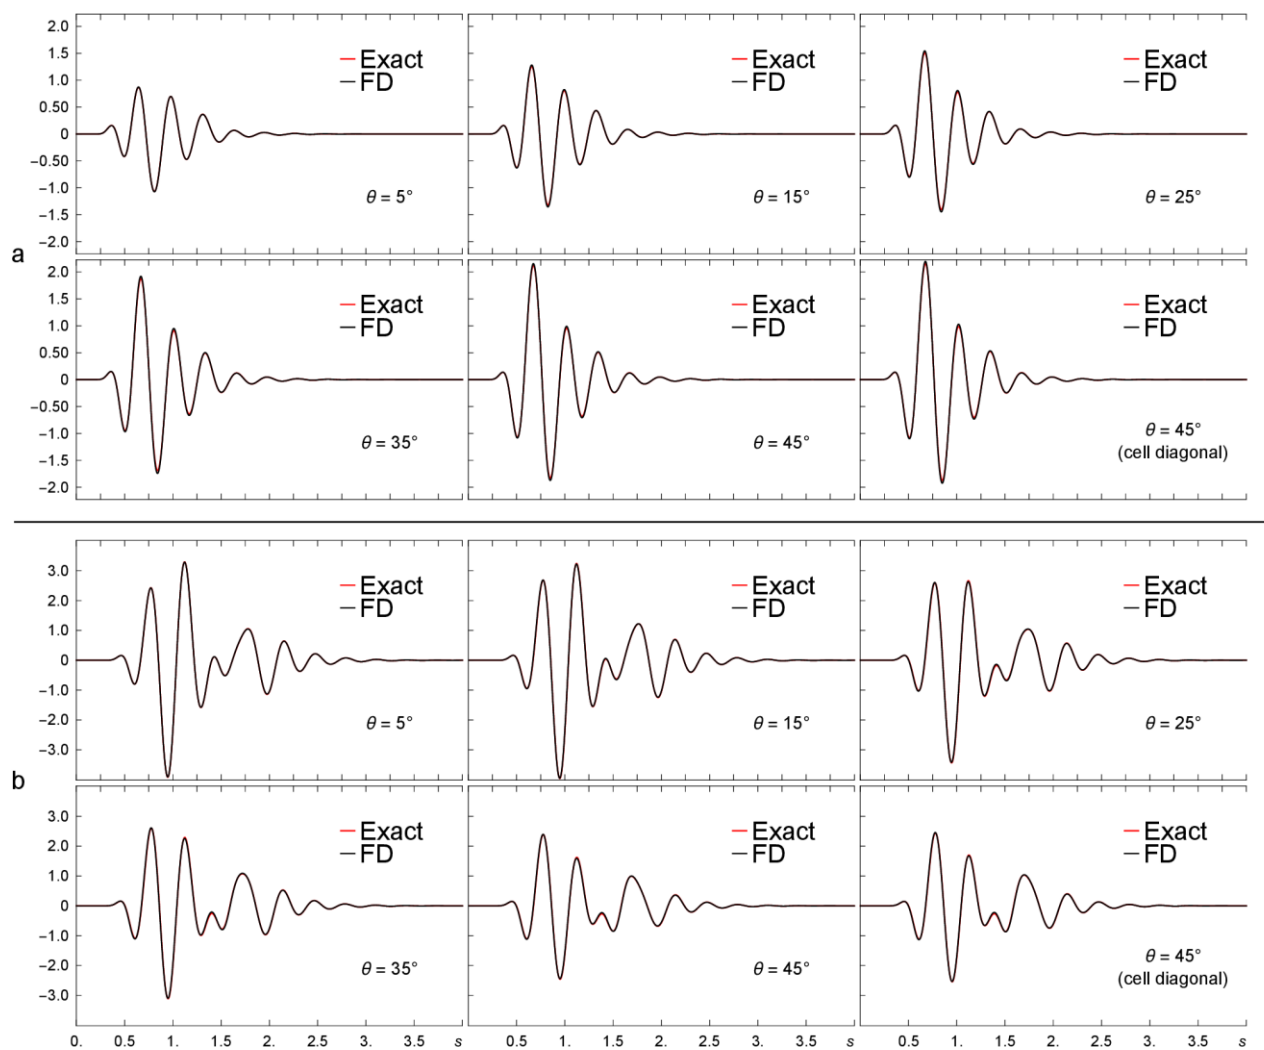 2.0
1.5
1.0
0.50
0
−0.50
−1.0
−1.5
−2.0
Exact
FD
θ = 5°
Exact
FD
θ = 15°
Exact
FD
θ = 25°
a
2.0
1.5
1.0
0.50
0
−0.50
−1.0
−1.5
−2.0
Exact
FD
θ = 35°
Exact
FD
θ = 45°
Exact
FD
θ = 45°
(cell diagonal)
3.0
2.0
1.0
0
−1.0
−2.0
−3.0
Exact
FD
θ = 5°
Exact
FD
θ = 15°
Exact
FD
θ = 25°
b
3.0
2.0
1.0
0
−1.0
−2.0
−3.0
Exact
FD
θ = 35°
Exact
FD
θ = 45°
Exact
FD
θ = 45°
(cell diagonal)
0. 0.5 1. 1.5 2. 2.5 3. 3.5 s 0.5 1. 1.5 2. 2.5 3. 3.5 s 0.5 1. 1.5 2. 2.5 3. 3.5 s